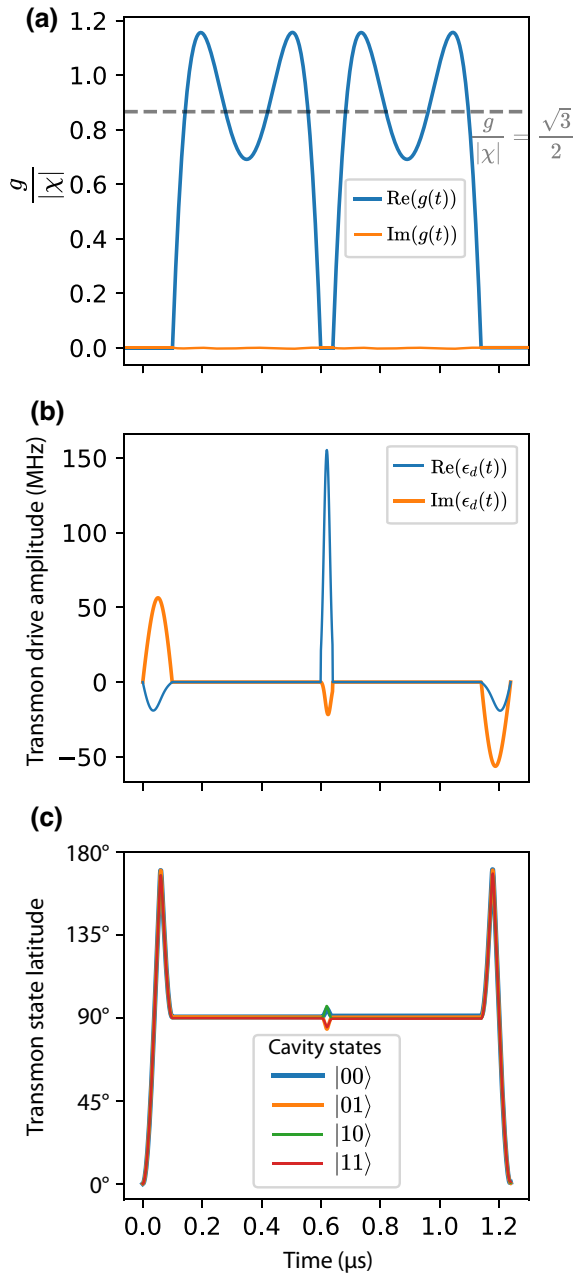 (a)
1.2
1.0
0.8
0.6
0.4
0.2
0.0
g/|χ|
g/|χ| = √3/2
Re(g(t))
Im(g(t))
(b)
150
100
50
0
−50
Transmon drive amplitude (MHz)
Re(ϵ_d(t))
Im(ϵ_d(t))
(c)
180°
135°
90°
45°
0°
Transmon state latitude
Cavity states
|00⟩
|01⟩
|10⟩
|11⟩
0.0 0.2 0.4 0.6 0.8 1.0 1.2
Time (µs)